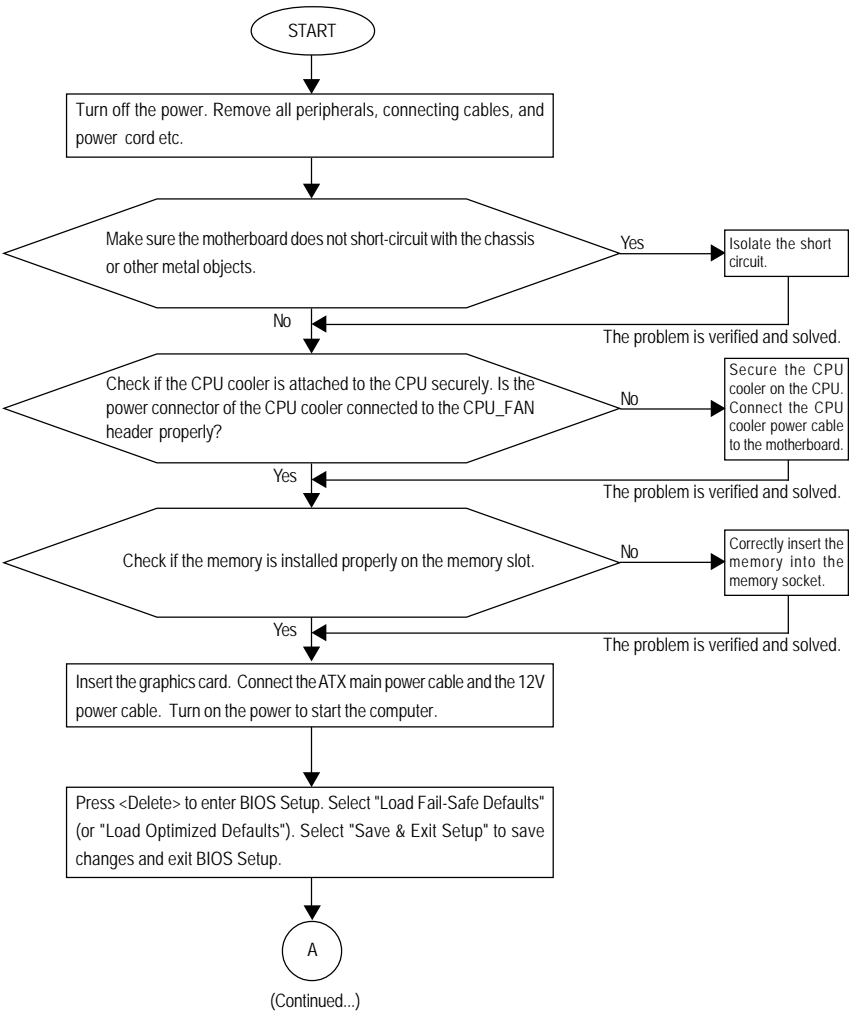 START
Turn off the power. Remove all peripherals, connecting cables, and
power cord etc.
Make sure the motherboard does not short-circuit with the chassis
or other metal objects.
Yes
Isolate the short
circuit.
No
The problem is verified and solved.
Check if the CPU cooler is attached to the CPU securely. Is the
power connector of the CPU cooler connected to the CPU_FAN
header properly?
No
Secure the CPU
cooler on the CPU.
Connect the CPU
cooler power cable
to the motherboard.
Yes
The problem is verified and solved.
Check if the memory is installed properly on the memory slot.
No
Correctly insert the
memory into the
memory socket.
Yes
The problem is verified and solved.
Insert the graphics card. Connect the ATX main power cable and the 12V
power cable. Turn on the power to start the computer.
Press <Delete> to enter BIOS Setup. Select "Load Fail-Safe Defaults"
(or "Load Optimized Defaults"). Select "Save & Exit Setup" to save
changes and exit BIOS Setup.
A
(Continued...)